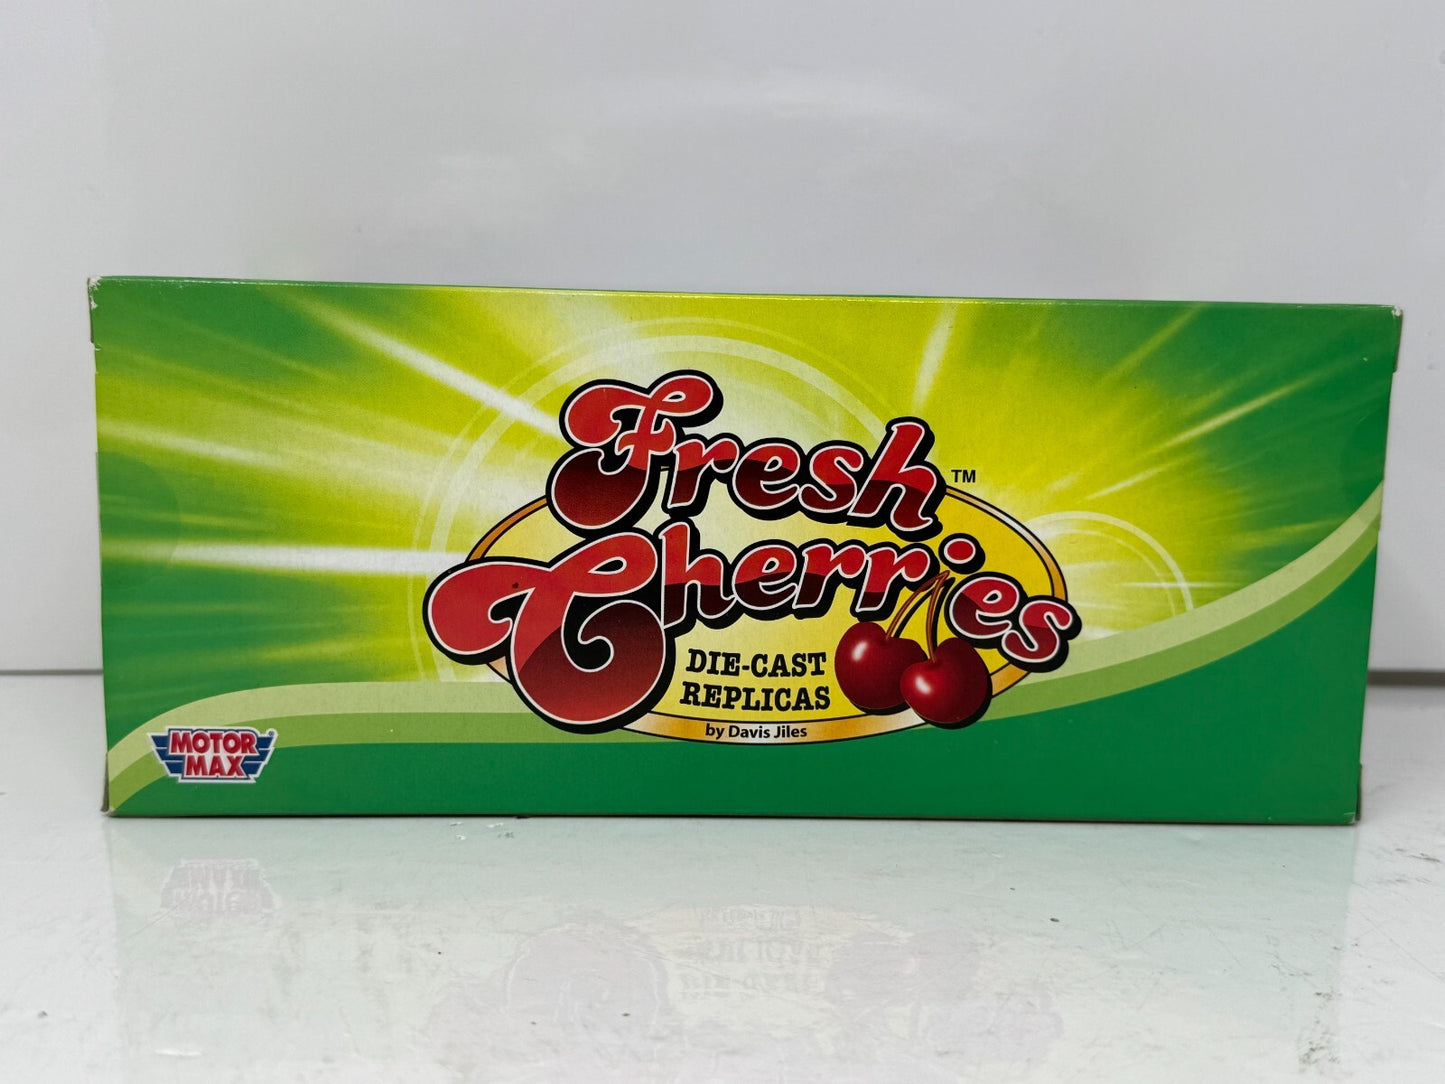 Fresh ™
Cherries
DIE-CAST
REPLICAS
by Davis Jiles
MOTOR ®
MAX